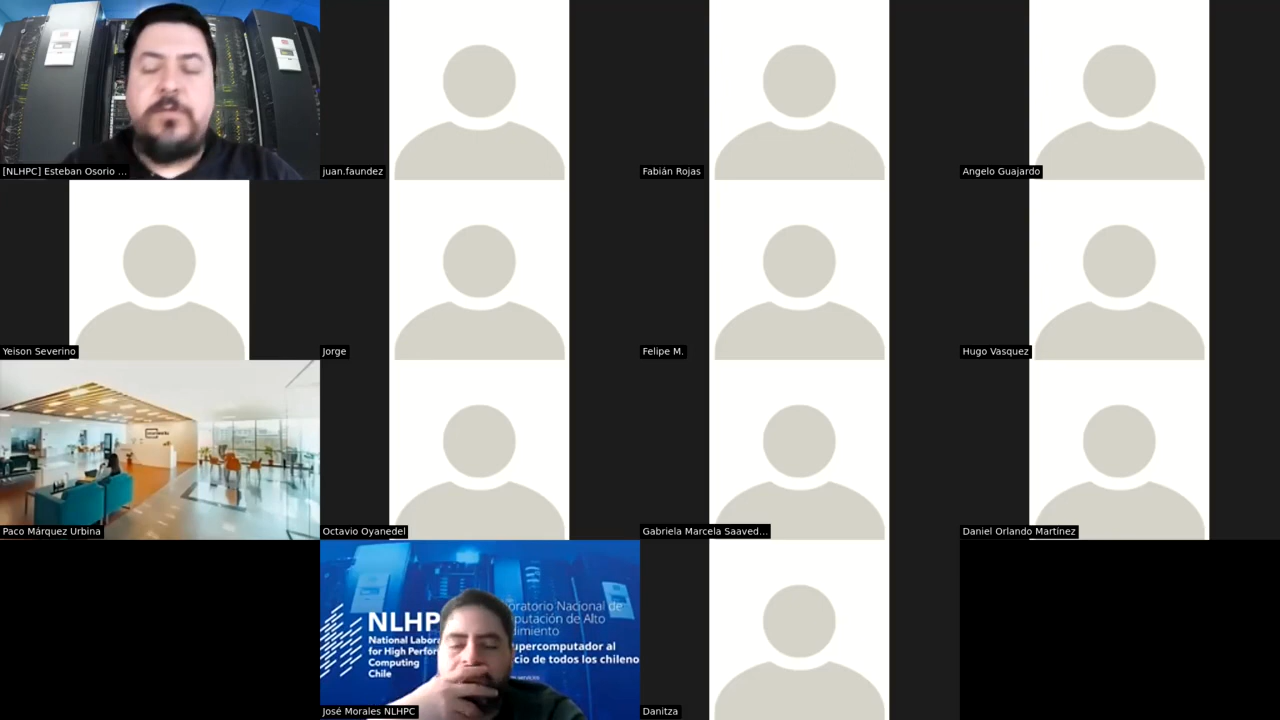 [NLHPC] Esteban Osorio ...
juan.faundez
Fabián Rojas
Angelo Guajardo
Yeison Severino
Jorge
Felipe M.
Hugo Vasquez
Paco Márquez Urbina
Octavio Oyanedel
Gabriela Marcela Saaved...
Daniel Orlando Martínez
NLHP
National Labora
for High Perfor
Computing
Chile
oratorio Nacional de
putación de Alto
dimiento
upercomputador al
cio de todos los chileno
José Morales NLHPC
Danitza